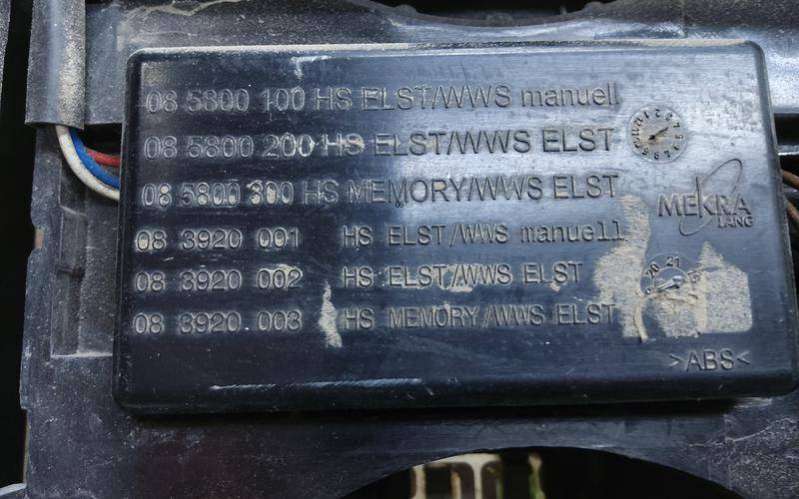 08 5800 100 HS ELST/WWS manuell
08 5800 200 HS ELST/WWS ELST
08 5800 300 HS MEMORY/WWS ELST
MEKRA
LANG
08 3920 001 HS ELST/WWS manuell
08 3920 002 HS ELST/WWS ELST
20 21
08 3920 003 HS MEMORY/WWS ELST
>ABS<